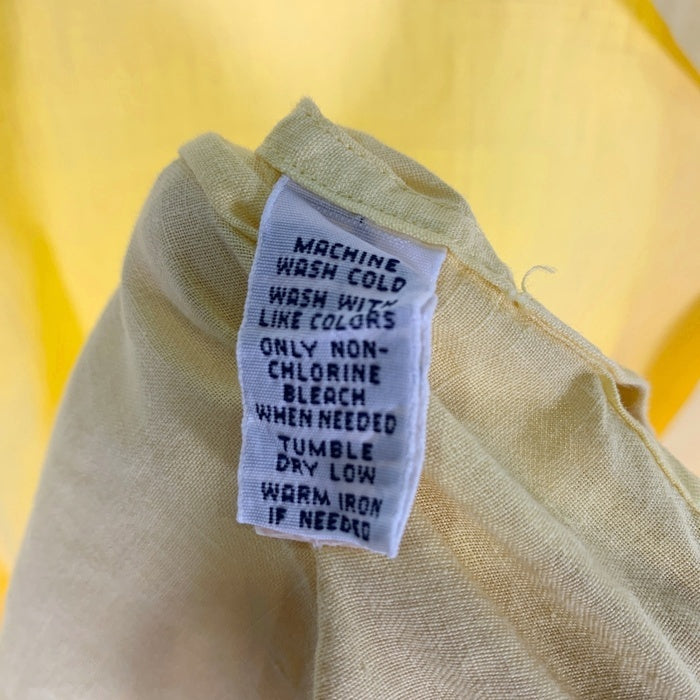 MACHINE
WASH COLD
WASH WITH
LIKE COLORS
ONLY NON-
CHLORINE
BLEACH
WHEN NEEDED
TUMBLE
DRY LOW
WARM IRON
IF NEEDED